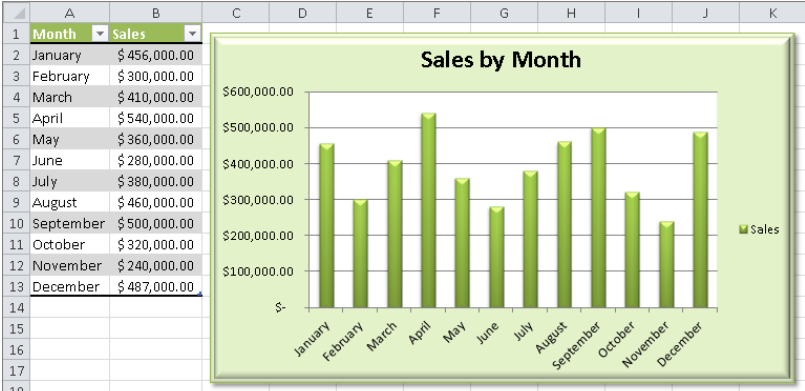 A B C D E F G H I J K
1 Month Sales
2 January $ 456,000.00
3 February $ 300,000.00
4 March $ 410,000.00
5 April $ 540,000.00
6 May $ 360,000.00
7 June $ 280,000.00
8 July $ 380,000.00
9 August $ 460,000.00
10 September $ 500,000.00
11 October $ 320,000.00
12 November $ 240,000.00
13 December $ 487,000.00
14
15
16
17
18
Sales by Month
$600,000.00
$500,000.00
$400,000.00
$300,000.00
$200,000.00
$100,000.00
$-
January February March April May June July August September October November December
Sales